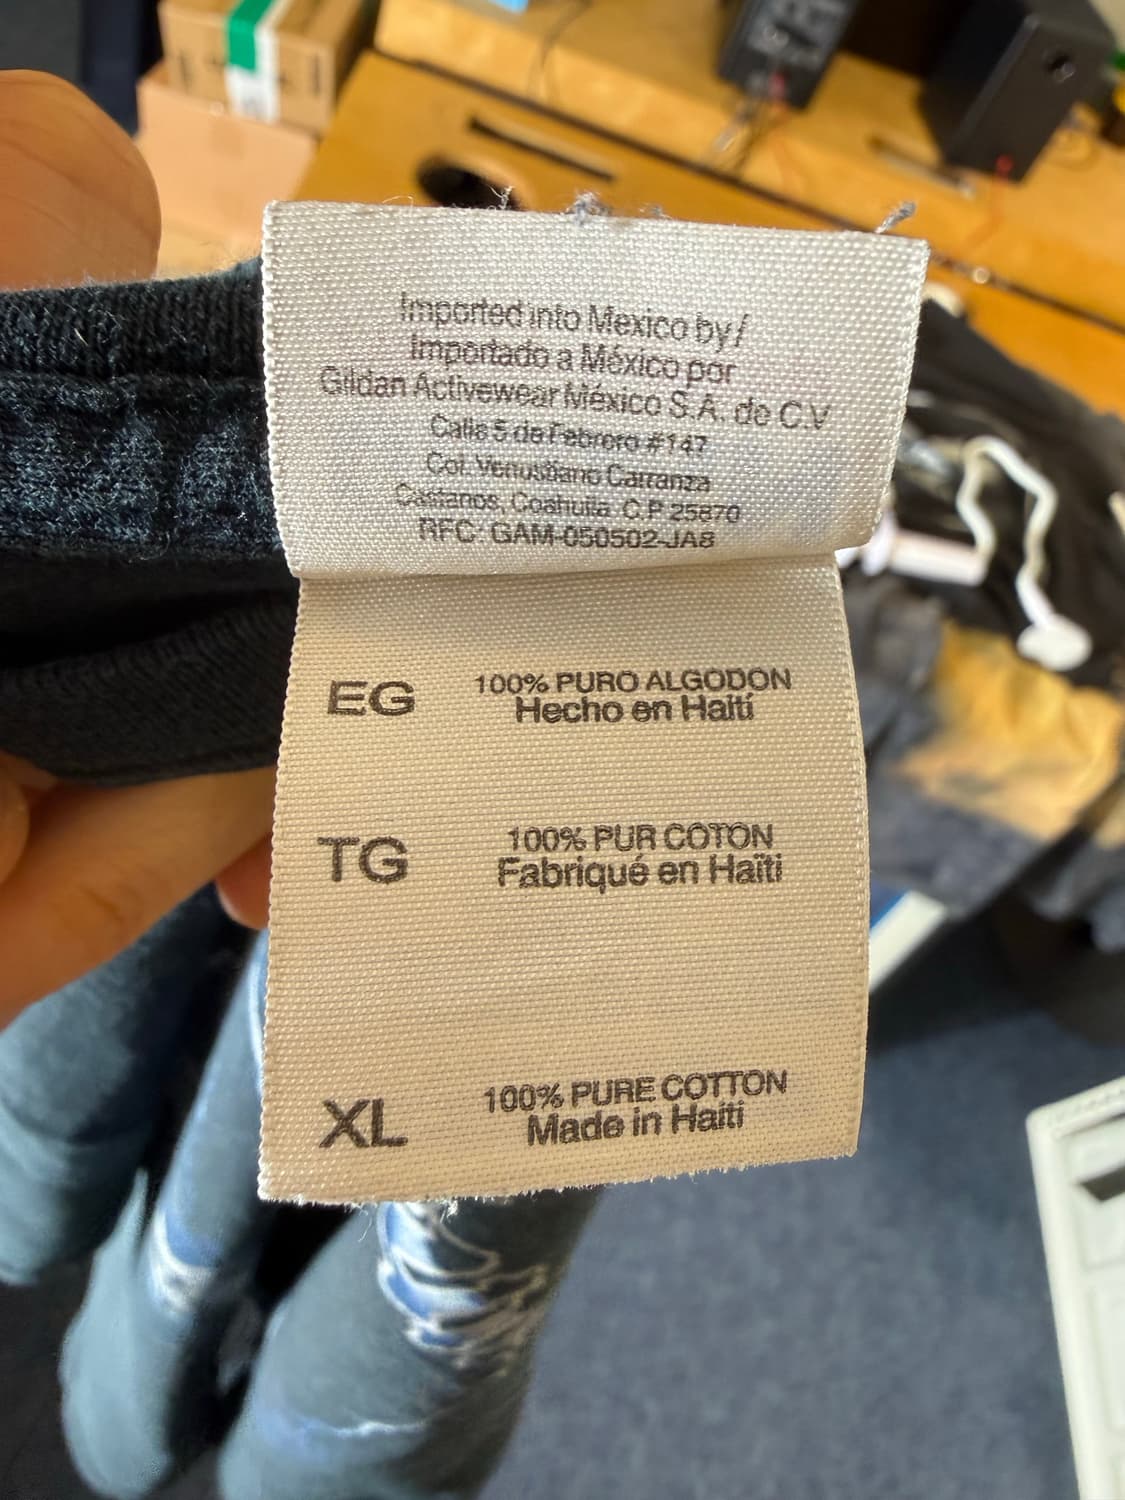 Imported into Mexico by/
Importado a México por
Gildan Activewear México S.A. de C.V
Calle 5 de Febrero #147
Col. Venustiano Carranza
Castanos, Coahuila C.P 25870
RFC: GAM-050502-JA8
EG 100% PURO ALGODON
Hecho en Haití
TG 100% PUR COTON
Fabriqué en Haïti
XL 100% PURE COTTON
Made in Haiti